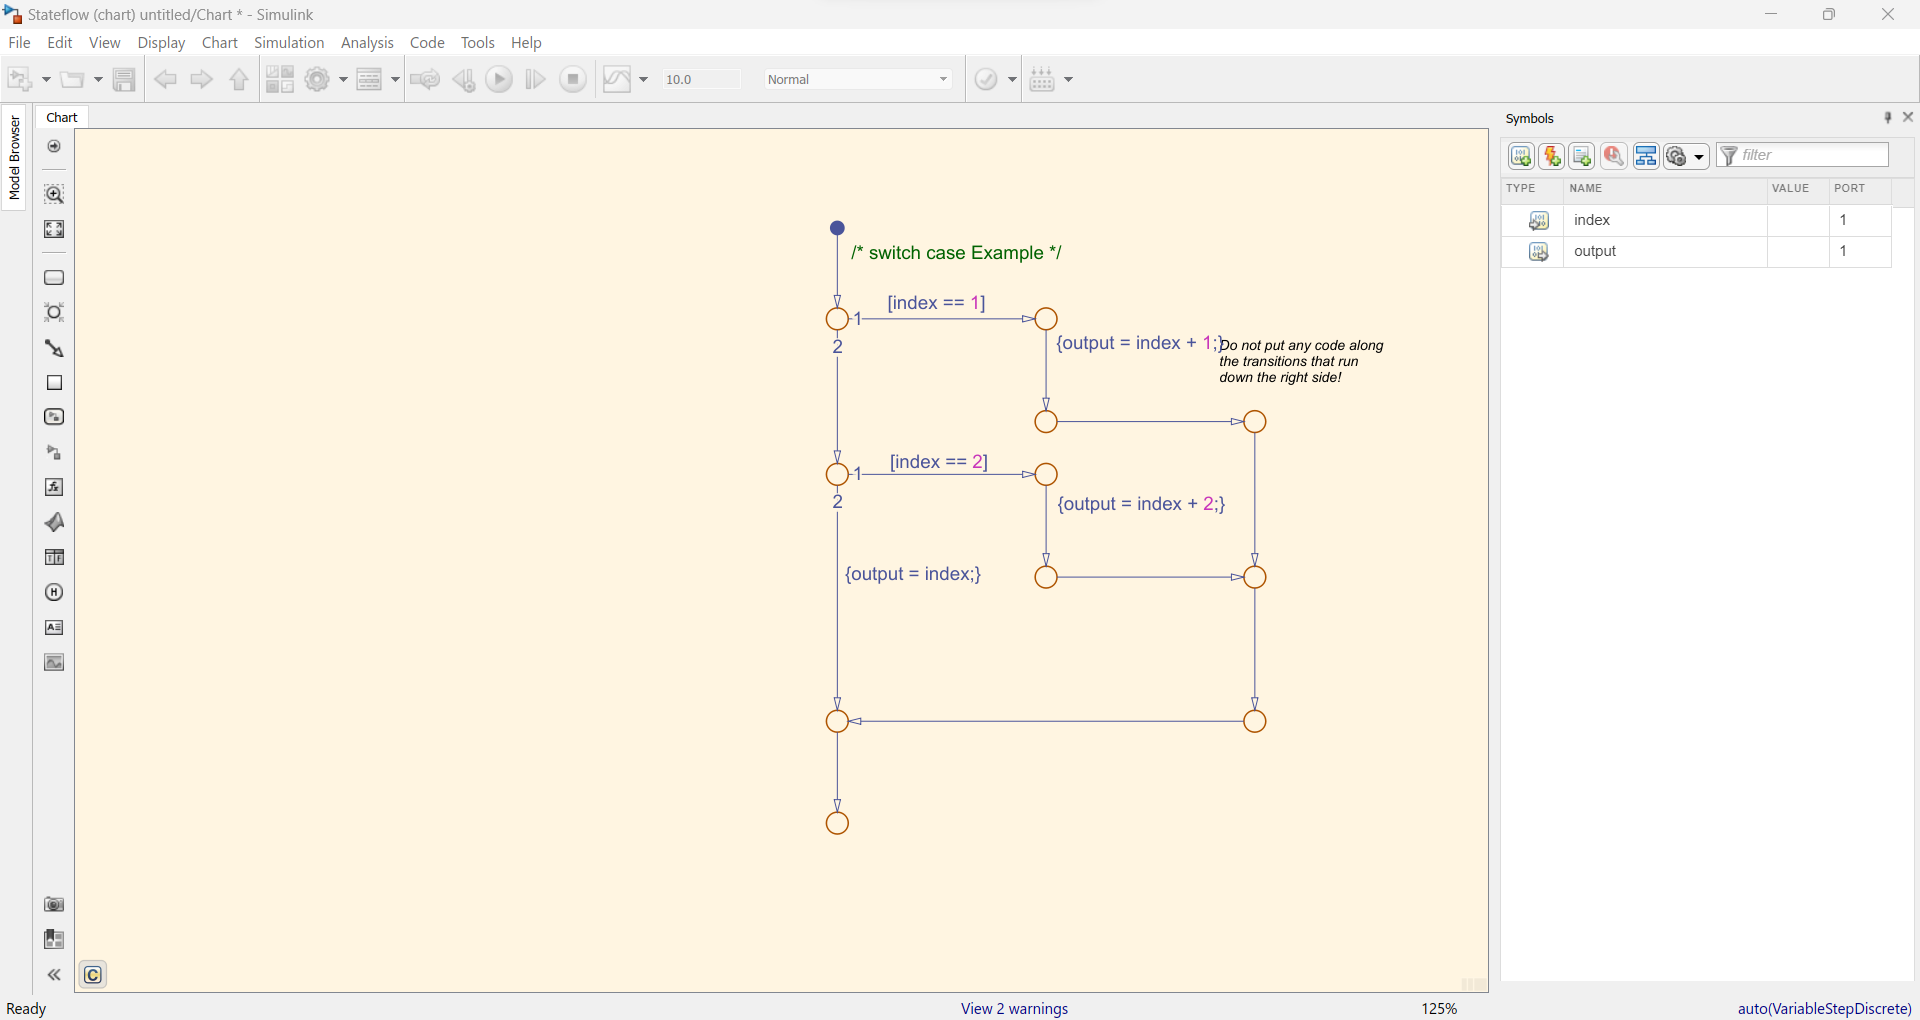 Stateflow (chart) untitled/Chart * - Simulink
File Edit View Display Chart Simulation Analysis Code Tools Help
10.0 Normal
Model Browser
Chart
Symbols
filter
TYPE NAME VALUE PORT
index 1
output 1
/* switch case Example */
[index == 1]
1
2
{output = index + 1;}
Do not put any code along
the transitions that run
down the right side!
[index == 2]
1
2
{output = index + 2;}
{output = index;}
Ready View 2 warnings 125% auto(VariableStepDiscrete)